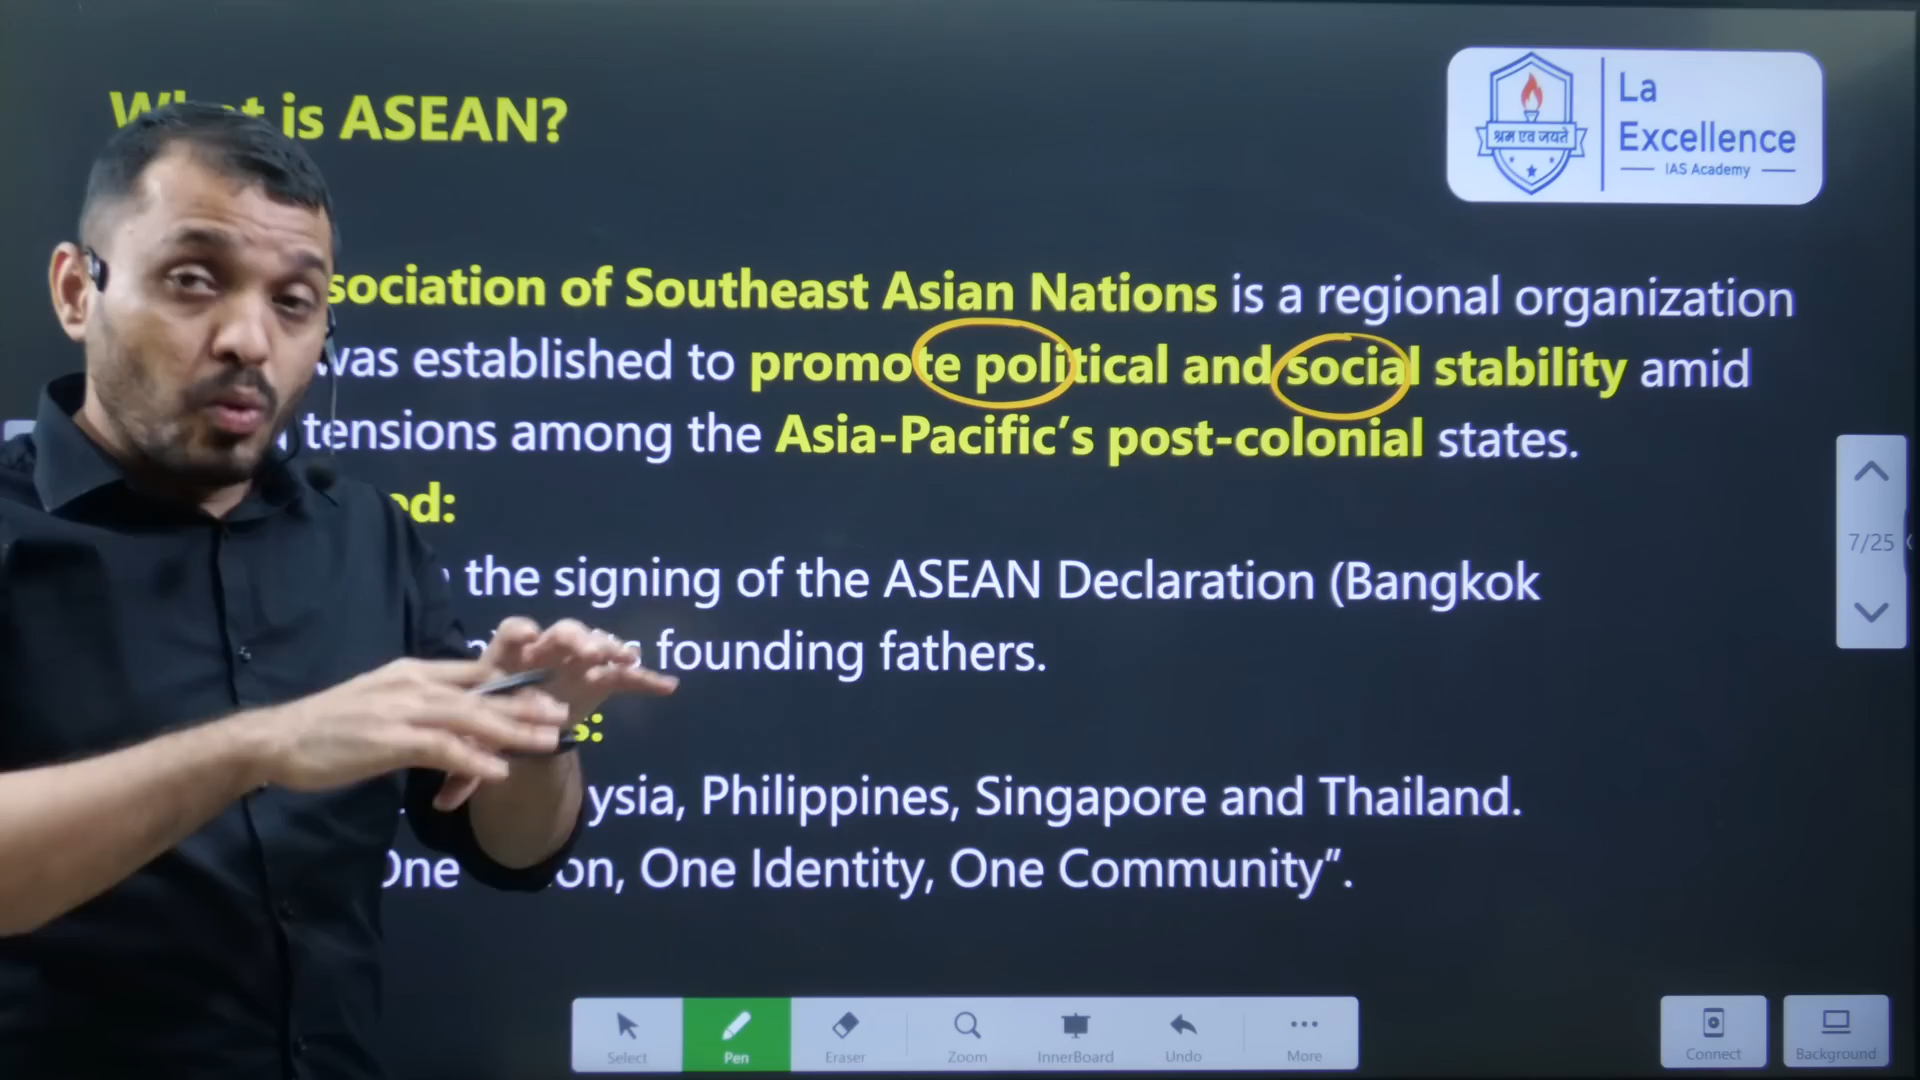 What is ASEAN?
श्रम एव जयते
La
Excellence
IAS Academy
sociation of Southeast Asian Nations is a regional organization
was established to promote political and social stability amid
tensions among the Asia-Pacific’s post-colonial states.
ed:
the signing of the ASEAN Declaration (Bangkok
founding fathers.
s:
ysia, Philippines, Singapore and Thailand.
One on, One Identity, One Community”.
7/25
Select
Pen
Eraser
Zoom
InnerBoard
Undo
More
Connect
Background